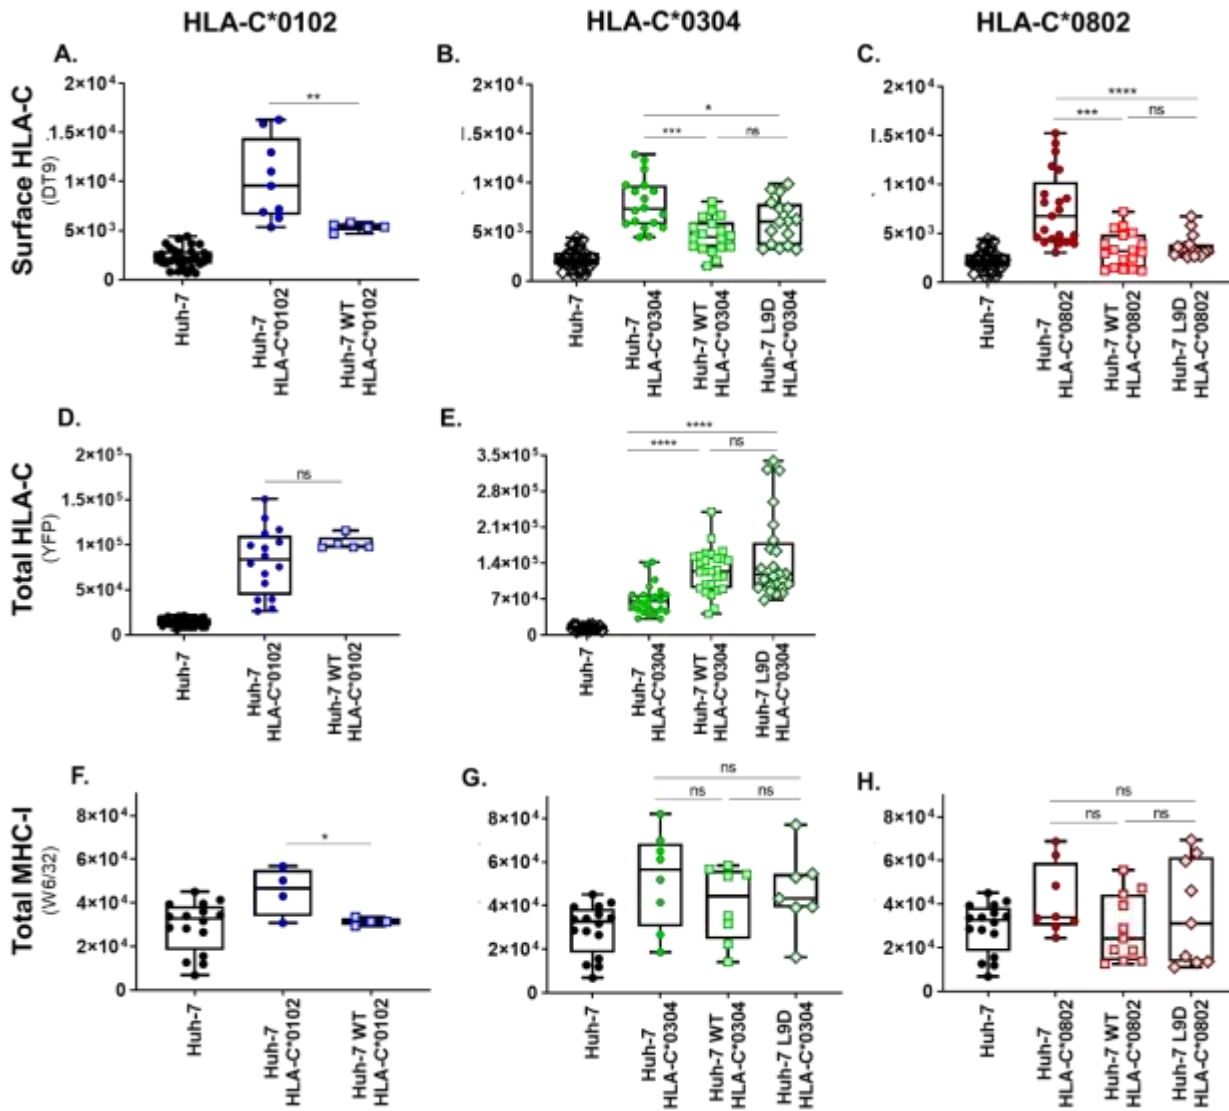 HLA-C*0102
HLA-C*0304
HLA-C*0802
Surface HLA-C
(DT9)
A.
2×10⁴
1.5×10⁴
1×10⁴
5×10³
0
**
Huh-7
Huh-7
HLA-C*0102
Huh-7 WT
HLA-C*0102
B.
2×10⁴
1.5×10⁴
1×10⁴
5×10³
0
*
***
ns
Huh-7
Huh-7
HLA-C*0304
Huh-7 WT
HLA-C*0304
Huh-7 L9D
HLA-C*0304
C.
2×10⁴
1.5×10⁴
1×10⁴
5×10³
0
****
***
ns
Huh-7
Huh-7
HLA-C*0802
Huh-7 WT
HLA-C*0802
Huh-7 L9D
HLA-C*0802
Total HLA-C
(YFP)
D.
2×10⁵
1.5×10⁵
1×10⁵
5×10⁴
0
ns
Huh-7
Huh-7
HLA-C*0102
Huh-7 WT
HLA-C*0102
E.
3.5×10⁵
2.8×10⁵
2.1×10⁵
1.4×10⁵
7×10⁴
0
****
****
ns
Huh-7
Huh-7
HLA-C*0304
Huh-7 WT
HLA-C*0304
Huh-7 L9D
HLA-C*0304
Total MHC-I
(W6/32)
F.
8×10⁴
6×10⁴
4×10⁴
2×10⁴
0
*
Huh-7
Huh-7
HLA-C*0102
Huh-7 WT
HLA-C*0102
G.
8×10⁴
6×10⁴
4×10⁴
2×10⁴
0
ns
ns
ns
Huh-7
Huh-7
HLA-C*0304
Huh-7 WT
HLA-C*0304
Huh-7 L9D
HLA-C*0304
H.
8×10⁴
6×10⁴
4×10⁴
2×10⁴
0
ns
ns
ns
Huh-7
Huh-7
HLA-C*0802
Huh-7 WT
HLA-C*0802
Huh-7 L9D
HLA-C*0802